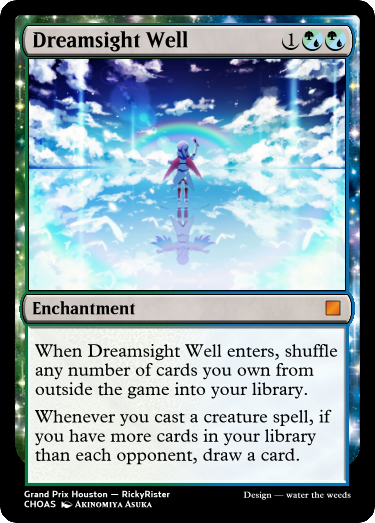 Dreamsight Well 1
Enchantment
When Dreamsight Well enters, shuffle
any number of cards you own from
outside the game into your library.
Whenever you cast a creature spell, if
you have more cards in your library
than each opponent, draw a card.
Grand Prix Houston — RickyRister
CHOAS Akinomiya Asuka
Design — water the weeds